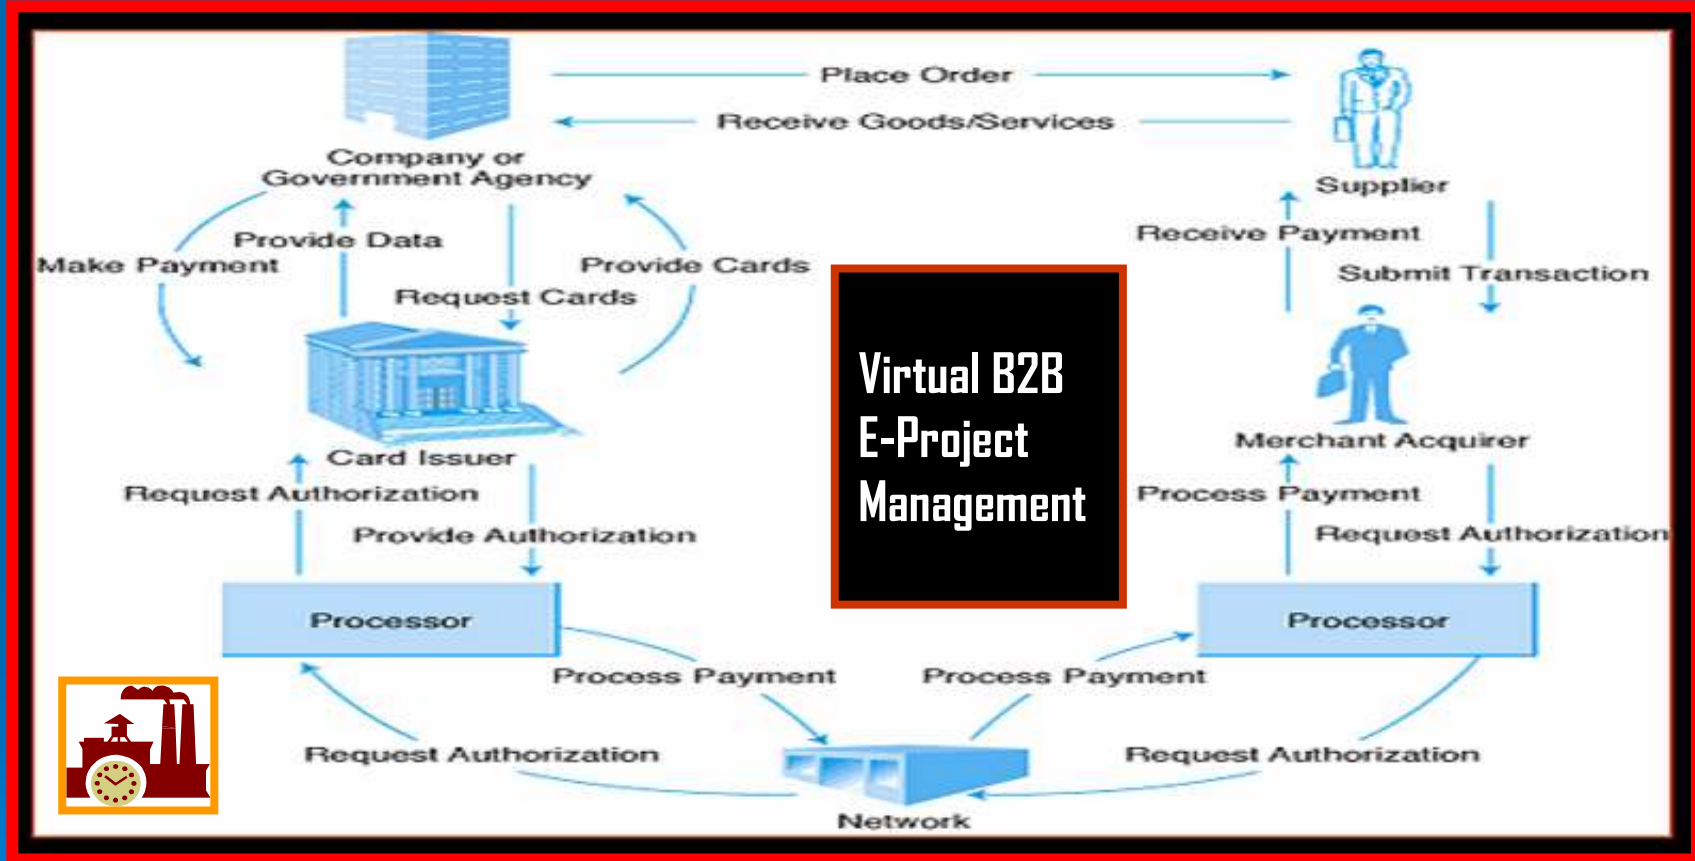 Place Order
Receive Goods/Services
Company or
Government Agency
Supplier
Provide Data
Make Payment
Request Cards
Provide Cards
Receive Payment
Submit Transaction
Virtual B2B
E-Project
Management
Card Issuer
Merchant Acquirer
Request Authorization
Provide Authorization
Process Payment
Request Authorization
Processor
Processor
Process Payment
Process Payment
Request Authorization
Request Authorization
Network